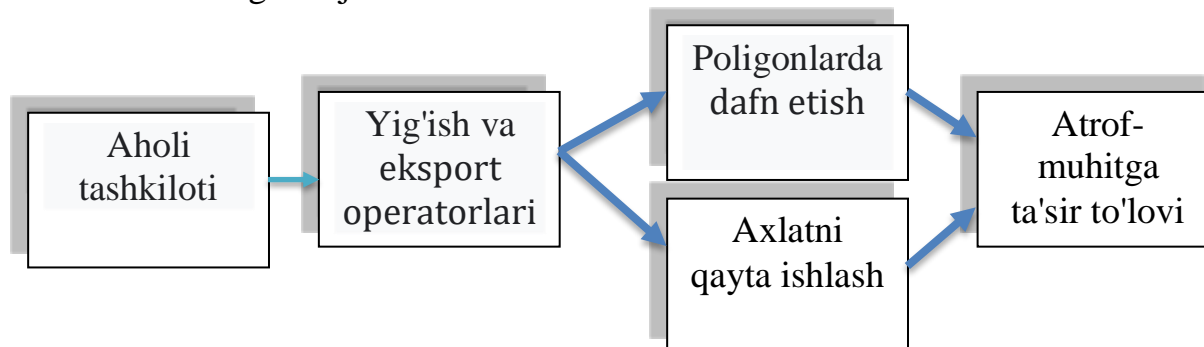 Aholi
tashkiloti
Yig'ish va
eksport
operatorlari
Poligonlarda
dafn etish
Axlatni
qayta ishlash
Atrof-
muhitga
ta'sir to'lovi